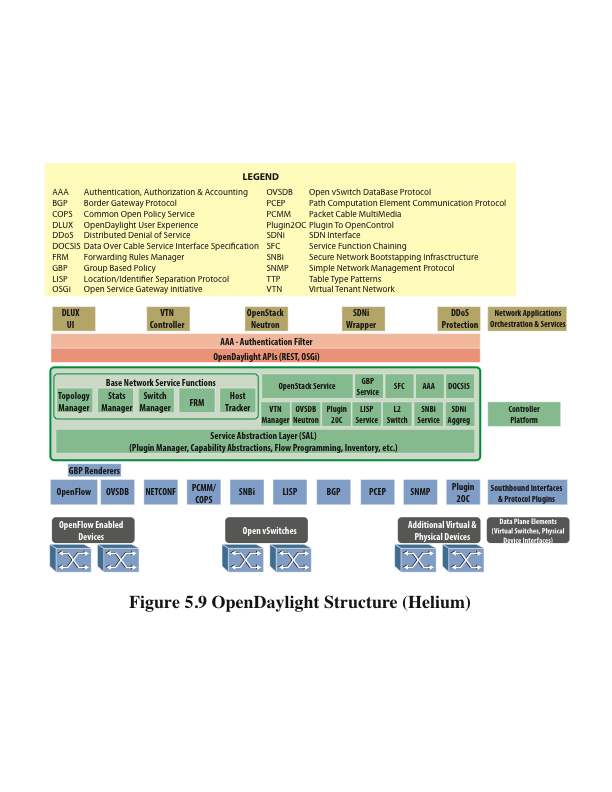 LEGEND
AAA Authentication, Authorization & Accounting OVSDB Open vSwitch DataBase Protocol
BGP Border Gateway Protocol PCEP Path Computation Element Communication Protocol
COPS Common Open Policy Service PCMM Packet Cable MultiMedia
DLUX OpenDaylight User Experience Plugin2OC Plugin To OpenControl
DDoS Distributed Denial of Service SDNi SDN Interface
DOCSIS Data Over Cable Service Interface Specification SFC Service Function Chaining
FRM Forwarding Rules Manager SNBi Secure Network Bootstapping Infrasctructure
GBP Group Based Policy SNMP Simple Network Management Protocol
LISP Location/Identifier Separation Protocol TTP Table Type Patterns
OSGi Open Service Gateway initiative VTN Virtual Tenant Network
DLUX
UI
VTN
Controller
OpenStack
Neutron
SDNi
Wrapper
DDoS
Protection
Network Applications
Orchestration & Services
AAA - Authentication Filter
OpenDaylight APIs (REST, OSGi)
Base Network Service Functions
Topology
Manager
Stats
Manager
Switch
Manager
FRM
Host
Tracker
OpenStack Service
GBP
Service
SFC
AAA
DOCSIS
VTN
Manager
OVSDB
Neutron
Plugin
2OC
LISP
Service
L2
Switch
SNBi
Service
SDNi
Aggreg
Controller
Platform
Service Abstraction Layer (SAL)
(Plugin Manager, Capability Abstractions, Flow Programming, Inventory, etc.)
GBP Renderers
OpenFlow
OVSDB
NETCONF
PCMM/
COPS
SNBi
LISP
BGP
PCEP
SNMP
Plugin
2OC
Southbound Interfaces
& Protocol Plugins
OpenFlow Enabled
Devices
Open vSwitches
Additional Virtual &
Physical Devices
Data Plane Elements
(Virtual Switches, Physical
Device Interfaces)
Figure 5.9 OpenDaylight Structure (Helium)